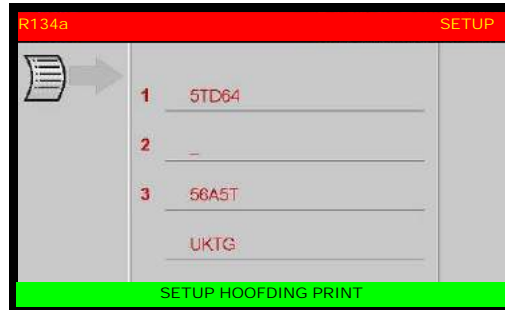 R134a SETUP
1 5TD64
2 _
3 56A5T
UKTG
SETUP HOOFDING PRINT